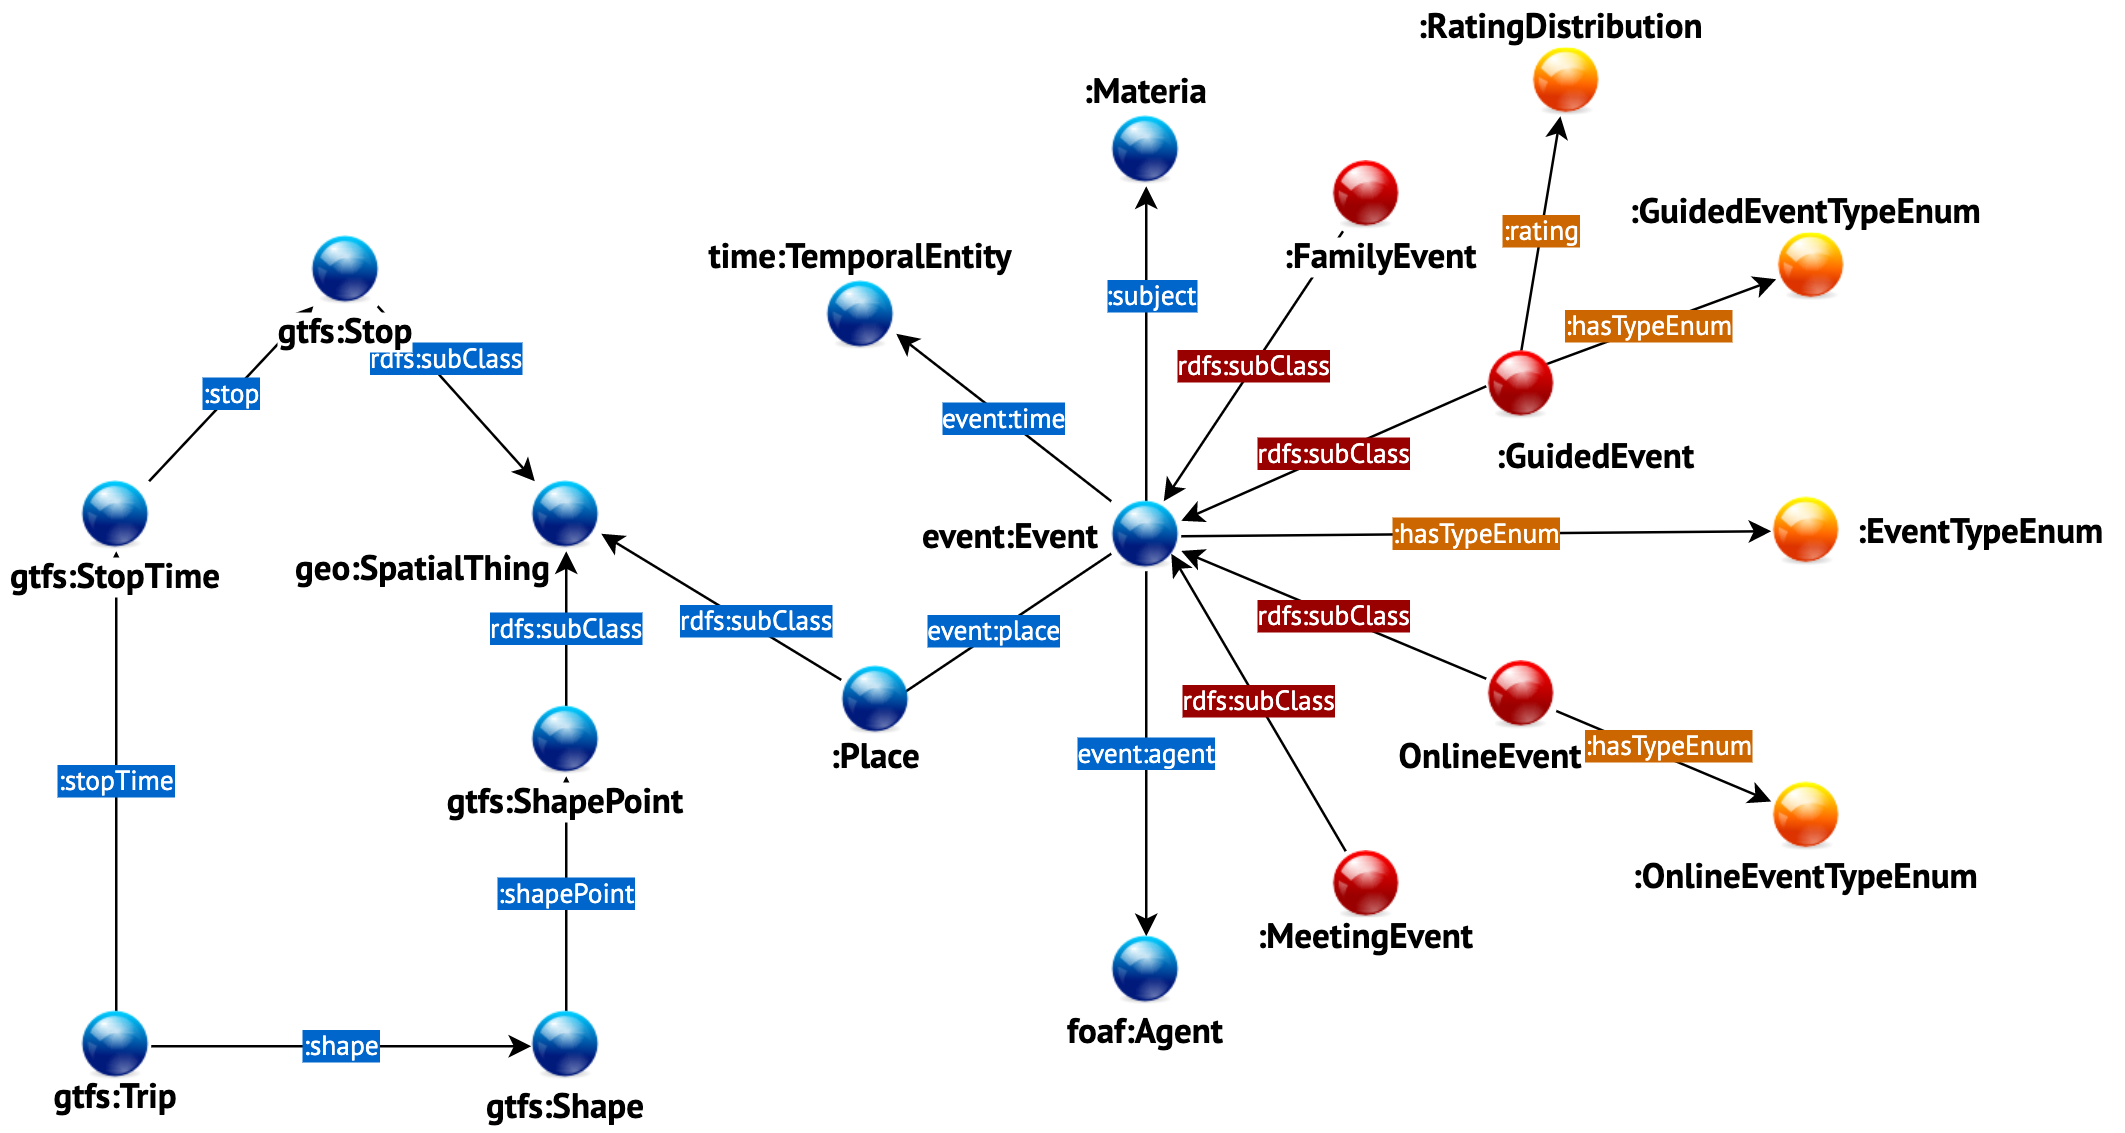 :RatingDistribution
:Materia
:GuidedEventTypeEnum
:rating
time:TemporalEntity
:FamilyEvent
:subject
:hasTypeEnum
gtfs:Stop
rdfs:subClass
rdfs:subClass
:stop
event:time
rdfs:subClass
:GuidedEvent
event:Event
:hasTypeEnum
:EventTypeEnum
gtfs:StopTime
geo:SpatialThing
rdfs:subClass
rdfs:subClass
rdfs:subClass
event:place
rdfs:subClass
:Place
event:agent
OnlineEvent
:hasTypeEnum
:stopTime
gtfs:ShapePoint
:OnlineEventTypeEnum
:shapePoint
:MeetingEvent
foaf:Agent
:shape
gtfs:Trip
gtfs:Shape